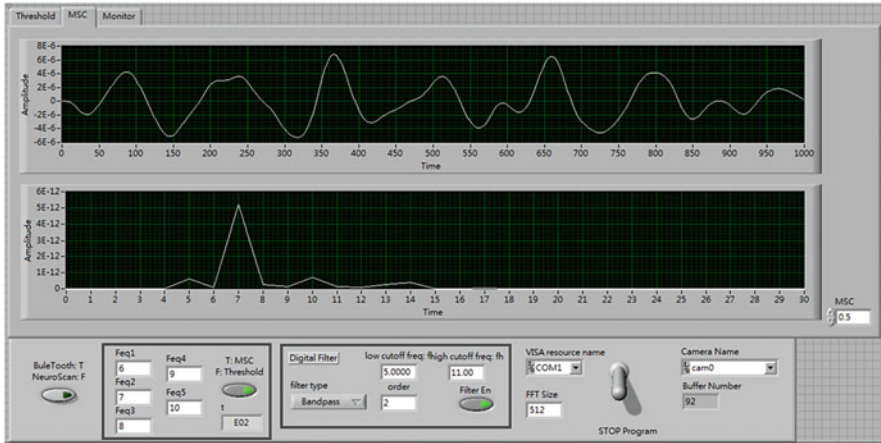 Threshold MSC Monitor
Amplitude
8E-6
6E-6
4E-6
2E-6
0
-2E-6
-4E-6
-6E-6
0 50 100 150 200 250 300 350 400 450 500 550 600 650 700 750 800 850 900 950 1000
Time
Amplitude
6E-12
5E-12
4E-12
3E-12
2E-12
1E-12
0
0 1 2 3 4 5 6 7 8 9 10 11 12 13 14 15 16 17 18 19 20 21 22 23 24 25 26 27 28 29 30
Time
MSC
0.5
BuleTooth: T
NeuroScan: F
Feq1
6
Feq2
7
Feq3
8
Feq4
9
Feq5
10
T: MSC
F: Threshold
t
E02
Digital Filter
filter type
Bandpass
low cutoff freq: fh
5.0000
high cutoff freq: fh
11.00
order
2
Filter En
VISA resource name
COM1
FFT Size
512
STOP Program
Camera Name
cam0
Buffer Number
92